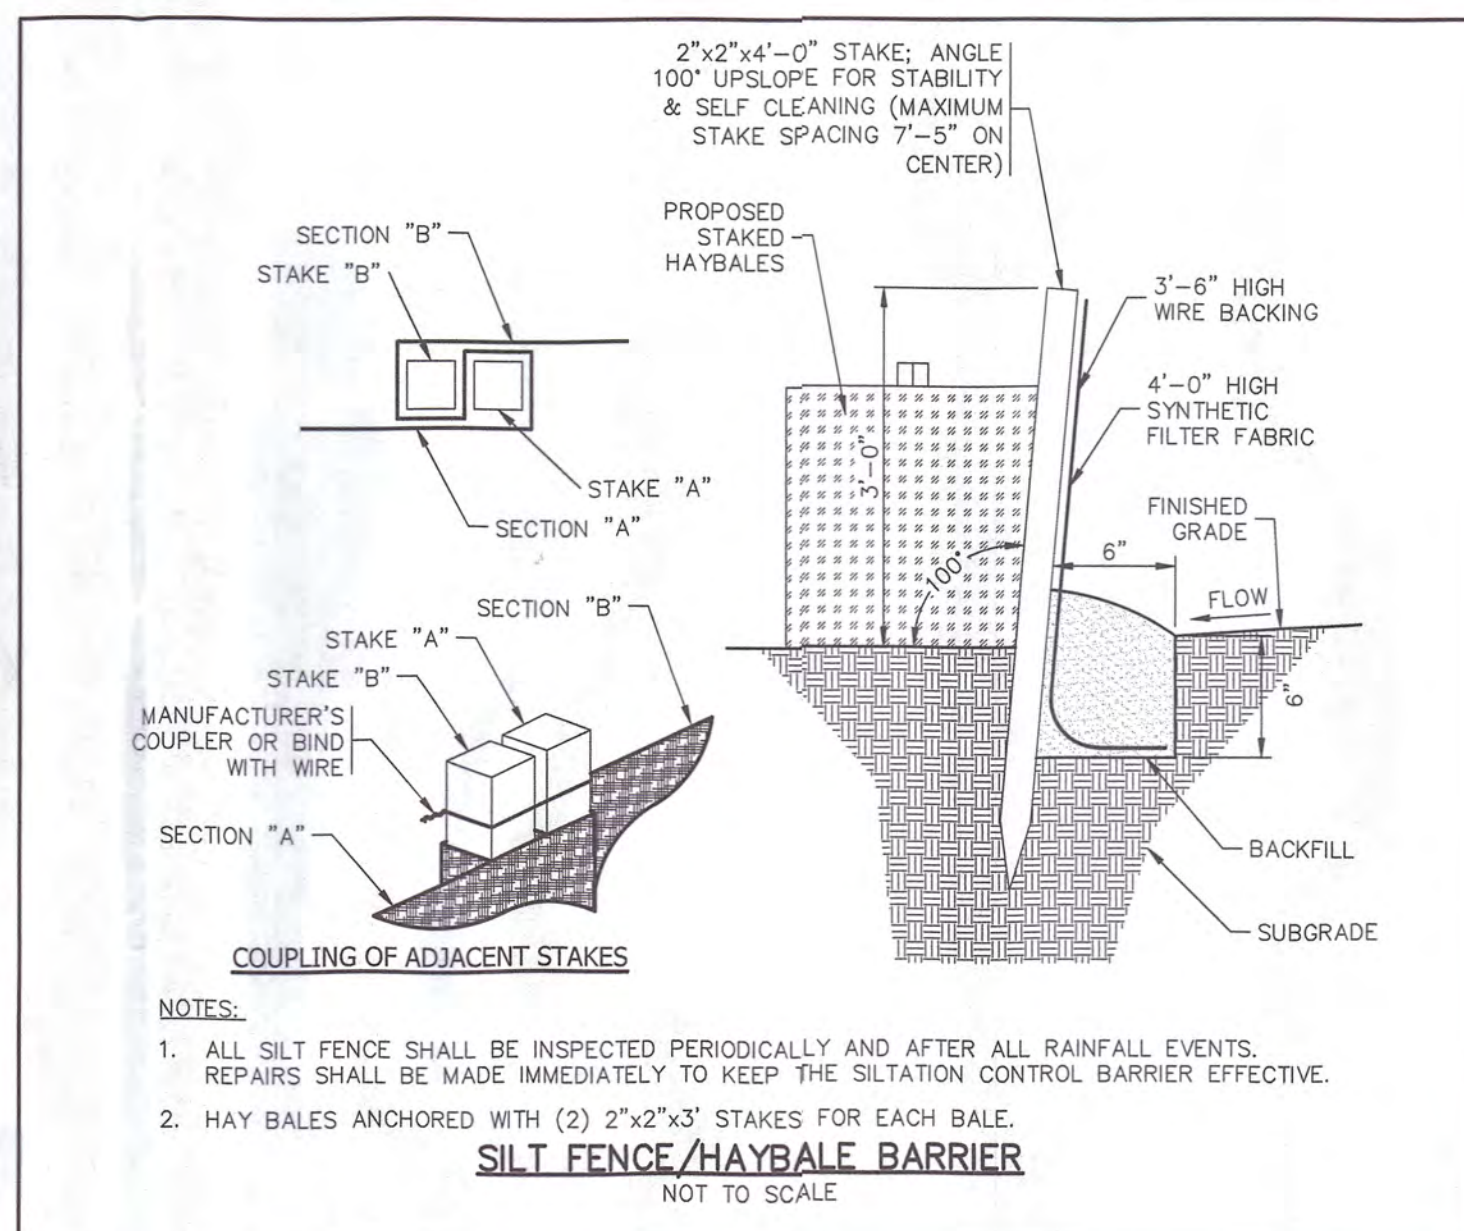 2"x2"x4'-0" STAKE; ANGLE
100° UPSLOPE FOR STABILITY
& SELF CLEANING (MAXIMUM
STAKE SPACING 7'-5" ON
CENTER)
PROPOSED
STAKED
HAYBALES
SECTION "B"
STAKE "B"
STAKE "A"
SECTION "A"
3'-6" HIGH
WIRE BACKING
4'-0" HIGH
SYNTHETIC
FILTER FABRIC
FINISHED
GRADE
3'-0"
100°
6"
FLOW
6"
BACKFILL
SUBGRADE
SECTION "B"
STAKE "A"
STAKE "B"
MANUFACTURER'S
COUPLER OR BIND
WITH WIRE
SECTION "A"
COUPLING OF ADJACENT STAKES
NOTES:
1. ALL SILT FENCE SHALL BE INSPECTED PERIODICALLY AND AFTER ALL RAINFALL EVENTS.
REPAIRS SHALL BE MADE IMMEDIATELY TO KEEP THE SILTATION CONTROL BARRIER EFFECTIVE.
2. HAY BALES ANCHORED WITH (2) 2"x2"x3' STAKES FOR EACH BALE.
SILT FENCE/HAYBALE BARRIER
NOT TO SCALE